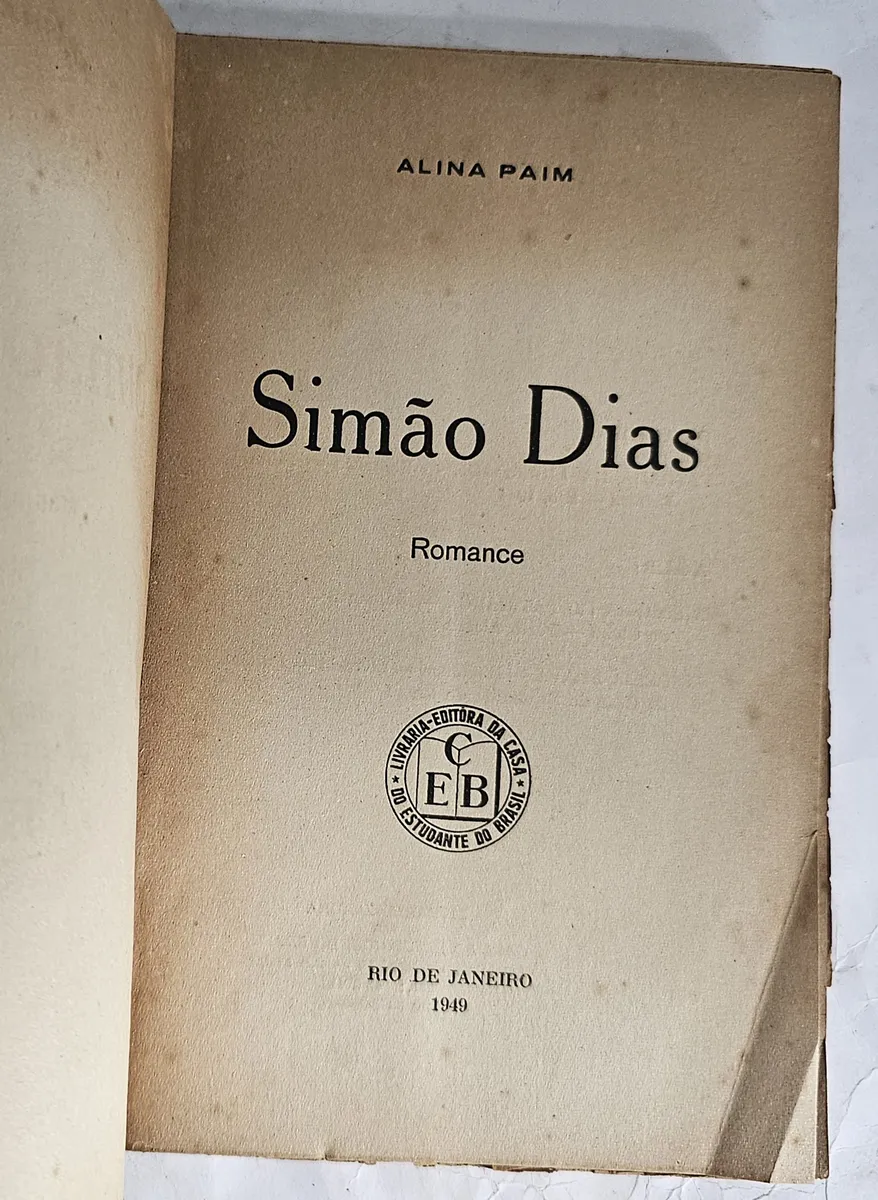 ALINA PAIM
Simão Dias
Romance
LIVRARIA-EDITÔRA DA CASA
C
E B
DO ESTUDANTE DO BRASIL
RIO DE JANEIRO
1949